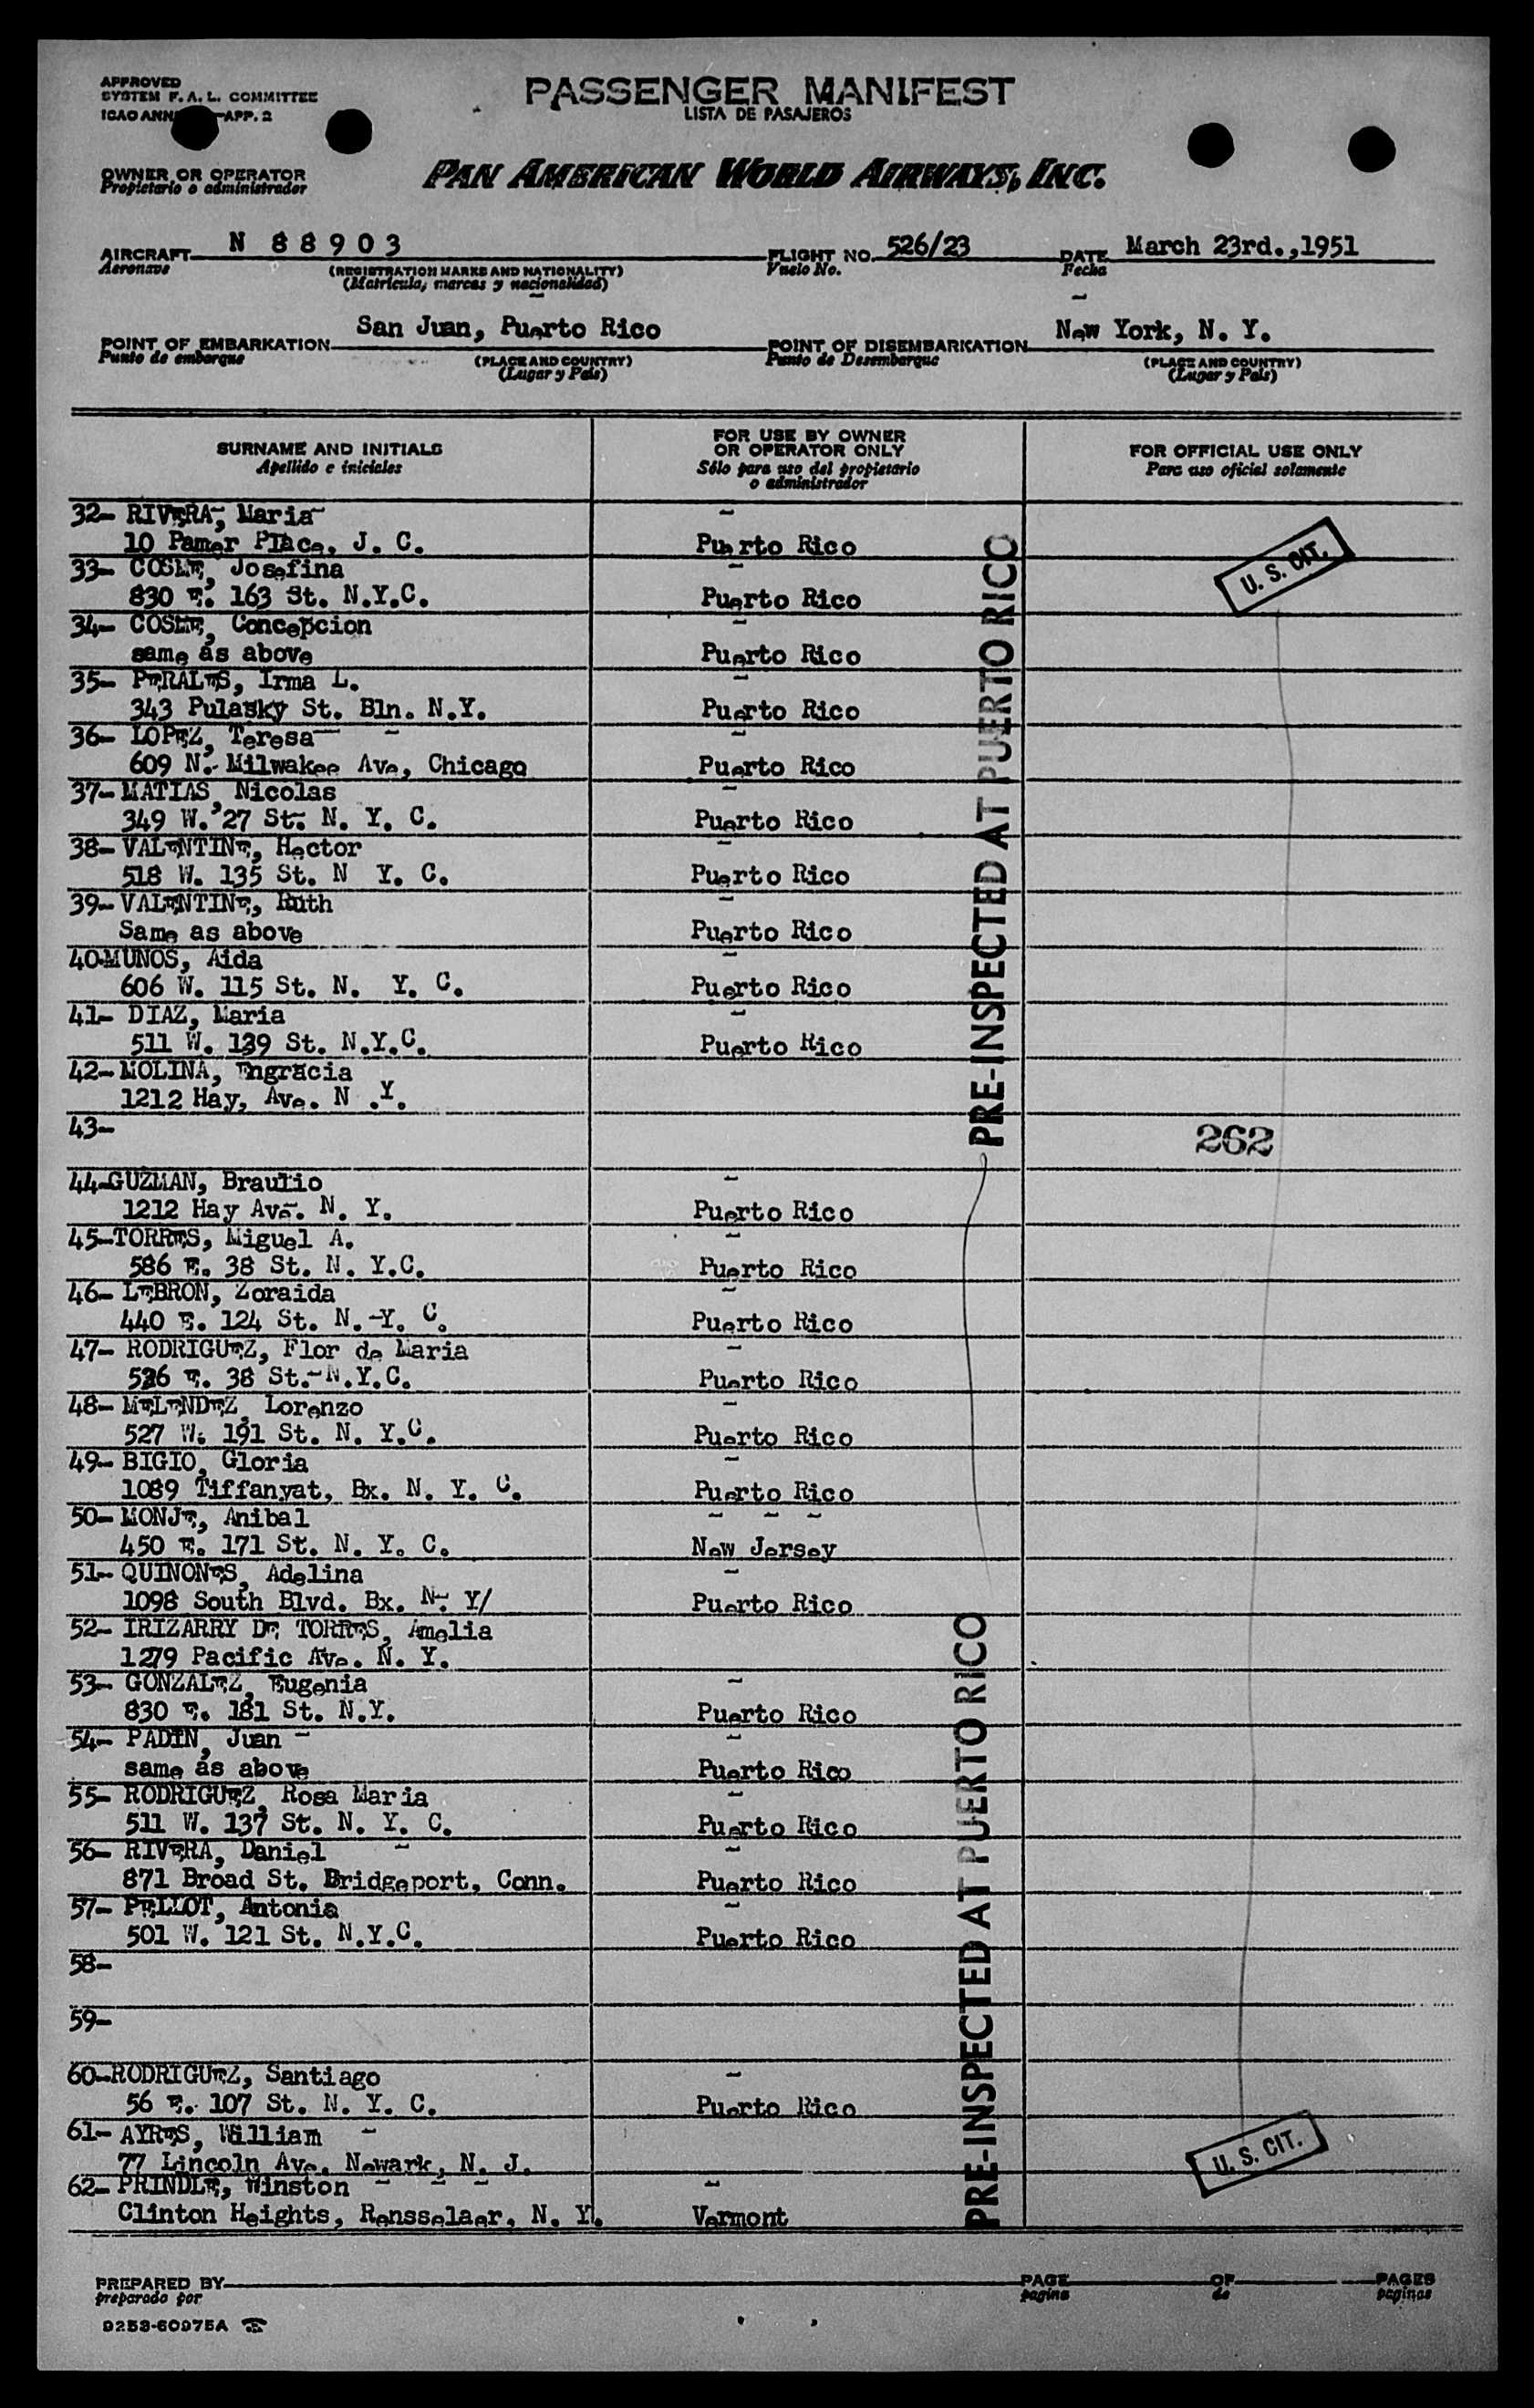 APPROVED
SYSTEM F. A. L. COMMITTEE
ICAO ANN APP. 2
PASSENGER MANIFEST
LISTA DE PASAJEROS
OWNER OR OPERATOR
Propietario o administrador
PAN AMERICAN WORLD AIRWAYS, INC.
AIRCRAFT N 88903 FLIGHT NO. 526/23 DATE March 23rd.,1951
Aeronave (REGISTRATION MARKS AND NATIONALITY) Vuelo No. Fecha
(Matricula, marcas y nacionalidad)
POINT OF EMBARKATION San Juan, Puerto Rico POINT OF DISEMBARKATION New York, N. Y.
Punto de embarque (PLACE AND COUNTRY) Punto de Desembarque (PLACE AND COUNTRY)
(Lugar y País) (Lugar y País)
SURNAME AND INITIALS FOR USE BY OWNER OR OPERATOR ONLY FOR OFFICIAL USE ONLY
Apellido e iniciales Sólo para uso del propietario o administrador Para uso oficial solamente
32- RIVERA, Maria
10 Pamer Place, J. C. Puerto Rico
33- COSME, Josefina
830 E. 163 St. N.Y.C. Puerto Rico
U. S. CIT.
34- COSME, Concepcion
same as above Puerto Rico
35- PERALES, Irma L.
343 Pulasky St. Bln. N.Y. Puerto Rico
36- LOPEZ, Teresa
609 N. Milwakee Ave, Chicago Puerto Rico
37- MATIAS, Nicolas
349 W. 27 St. N. Y. C. Puerto Rico
38- VALENTINE, Hector
518 W. 135 St. N Y. C. Puerto Rico
39- VALENTINE, Ruth
Same as above Puerto Rico
40-MUNOS, Aida
606 W. 115 St. N. Y. C. Puerto Rico
41- DIAZ, Maria
511 W. 139 St. N.Y.C. Puerto Rico
42- MOLINA, Engracia
1212 Hay, Ave. N .Y.
PRE-INSPECTED AT PUERTO RICO
43-
262
44-GUZMAN, Braulio
1212 Hay Ave. N. Y. Puerto Rico
45-TORRES, Miguel A.
586 E. 38 St. N. Y.C. Puerto Rico
46- LEBRON, Zoraida
440 E. 124 St. N. Y. C. Puerto Rico
47- RODRIGUEZ, Flor de Maria
526 E. 38 St. N.Y.C. Puerto Rico
48- MELENDEZ, Lorenzo
527 W. 191 St. N. Y.C. Puerto Rico
49- BIGIO, Gloria
1089 Tiffanyat, Bx. N. Y. C. Puerto Rico
50- MONJE, Anibal
450 E. 171 St. N. Y. C. New Jersey
51- QUINONES, Adelina
1098 South Blvd. Bx. N. Y/ Puerto Rico
52- IRIZARRY DE TORRES, Amelia
1279 Pacific Ave. N. Y.
53- GONZALEZ, Eugenia
830 E. 181 St. N.Y. Puerto Rico
54- PADIN, Juan
same as above Puerto Rico
55- RODRIGUEZ, Rosa Maria
511 W. 137 St. N. Y. C. Puerto Rico
56- RIVERA, Daniel
871 Broad St. Bridgeport, Conn. Puerto Rico
57- PELLOT, Antonia
501 W. 121 St. N.Y.C. Puerto Rico
58-
59-
60-RODRIGUEZ, Santiago
56 E. 107 St. N. Y. C. Puerto Rico
61- AYRES, William
77 Lincoln Ave. Newark, N. J.
U. S. CIT.
62- PRINDLE, Winston
Clinton Heights, Rensselaer, N. Y. Vermont
PRE-INSPECTED AT PUERTO RICO
PREPARED BY PAGE OF PAGES
preparado por pagina de paginas
9253-60975A